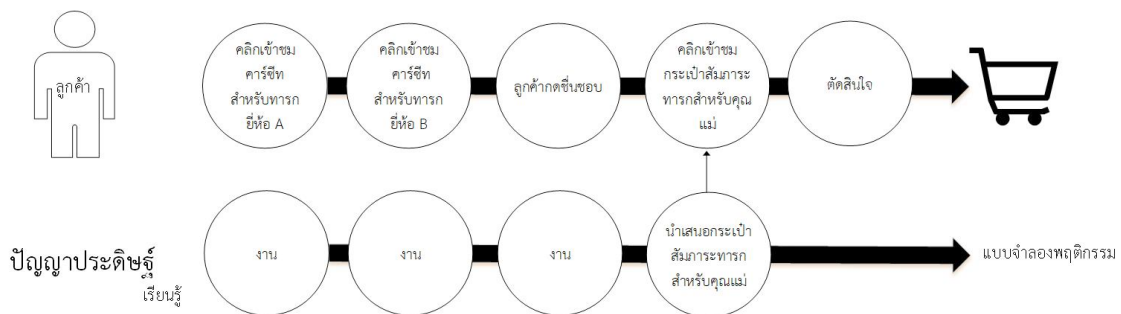 ลูกค้า
คลิกเข้าชม
คาร์ซีท
สำหรับทารก
ยี่ห้อ A
คลิกเข้าชม
คาร์ซีท
สำหรับทารก
ยี่ห้อ B
ลูกค้ากดชื่นชอบ
คลิกเข้าชม
กระเป๋าสัมภาระ
ทารกสำหรับคุณ
แม่
ตัดสินใจ
ปัญญาประดิษฐ์
เรียนรู้
งาน
งาน
งาน
นำเสนอกระเป๋า
สัมภาระทารก
สำหรับคุณแม่
แบบจำลองพฤติกรรม